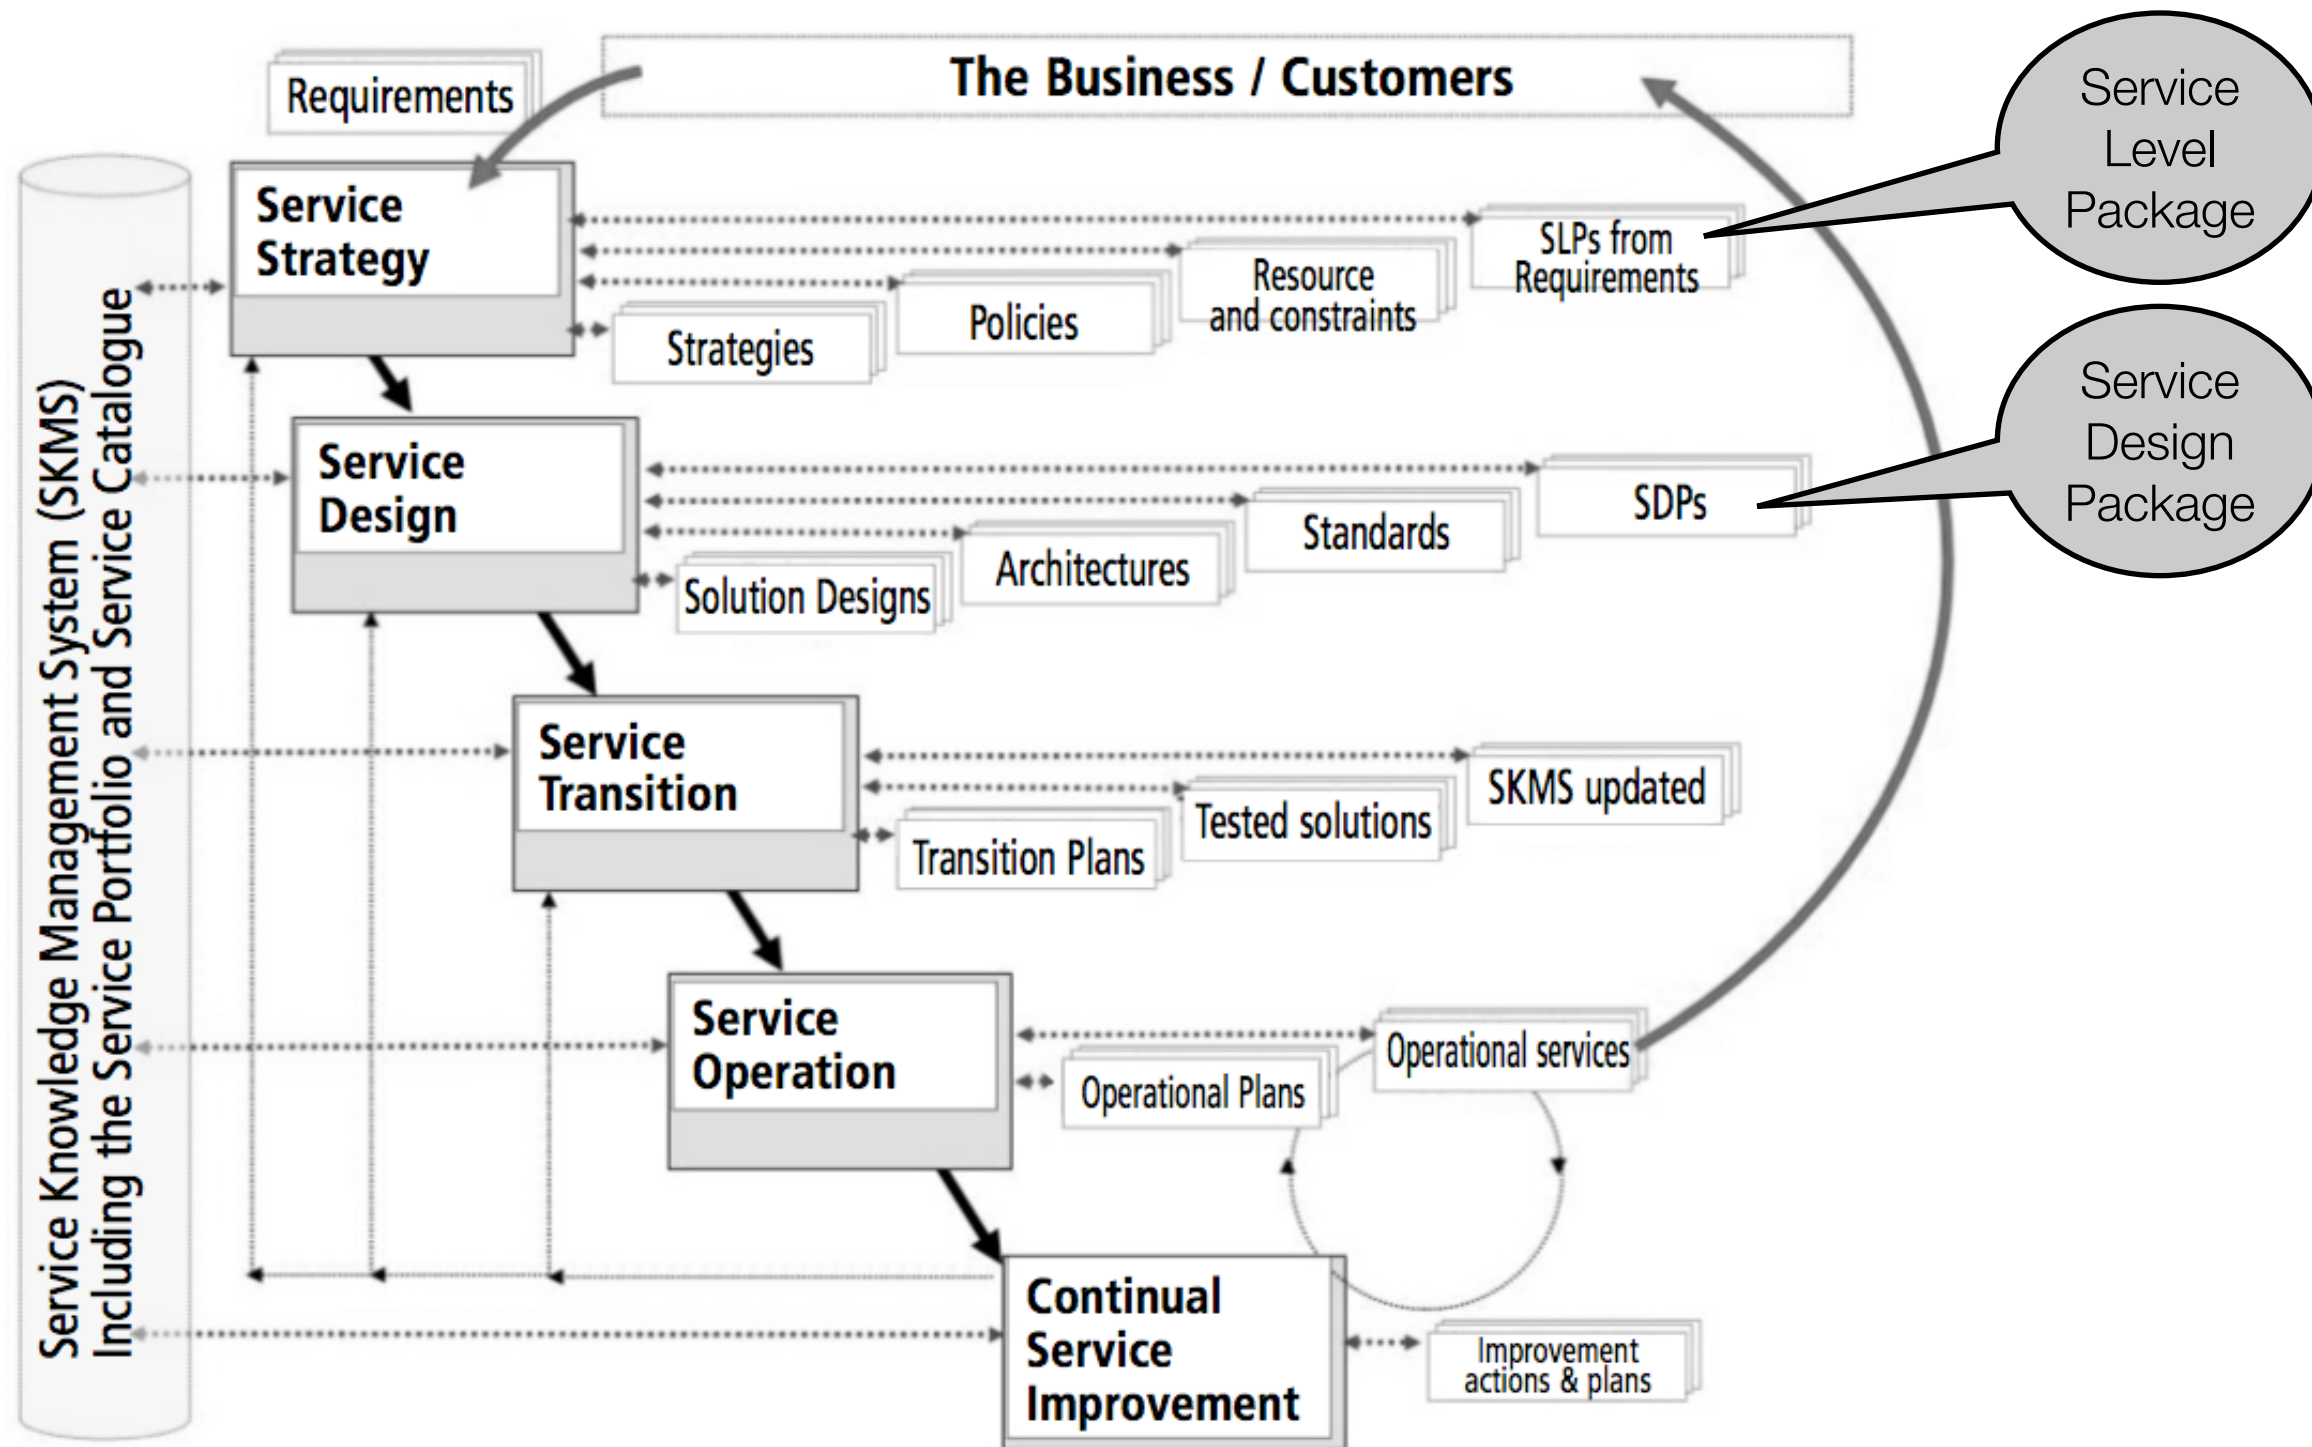 The Business / Customers
Requirements
Service
Level
Package
Service
Strategy
SLPs from
Requirements
Resource
and constraints
Policies
Strategies
Service
Design
Package
Service
Design
SDPs
Standards
Architectures
Solution Designs
Service
Transition
SKMS updated
Tested solutions
Transition Plans
Service
Operation
Operational services
Operational Plans
Continual
Service
Improvement
Improvement
actions & plans
Service Knowledge Management System (SKMS)
Including the Service Portfolio and Service Catalogue